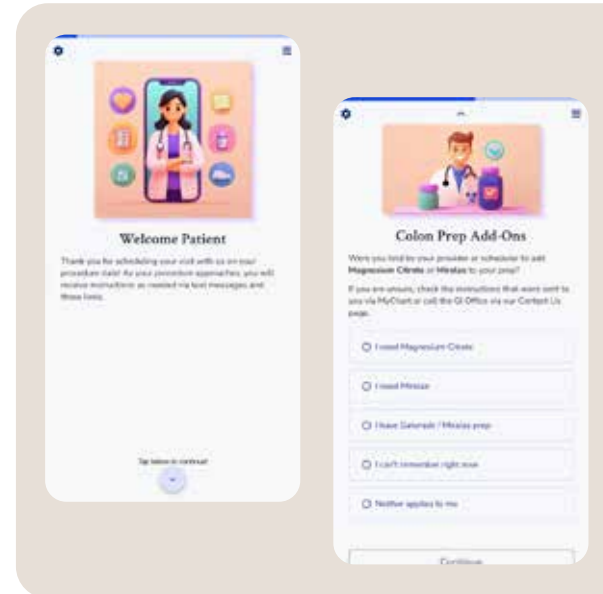 Welcome Patient
Thank you for scheduling your visit with us on your
procedure date! As your procedure approaches, you will
receive instructions as needed via text messages and
these links.
Tap below to continue!
Colon Prep Add-Ons
Were you told by your provider or scheduler to add
Magnesium Citrate or Miralax to your prep?
If you are unsure, check the instructions that were sent to
you via MyChart or call the GI Office via our Contact Us
page.
I need Magnesium Citrate
I need Miralax
I have Gatorade / Miralax prep
I can't remember right now
Neither applies to me
Continue